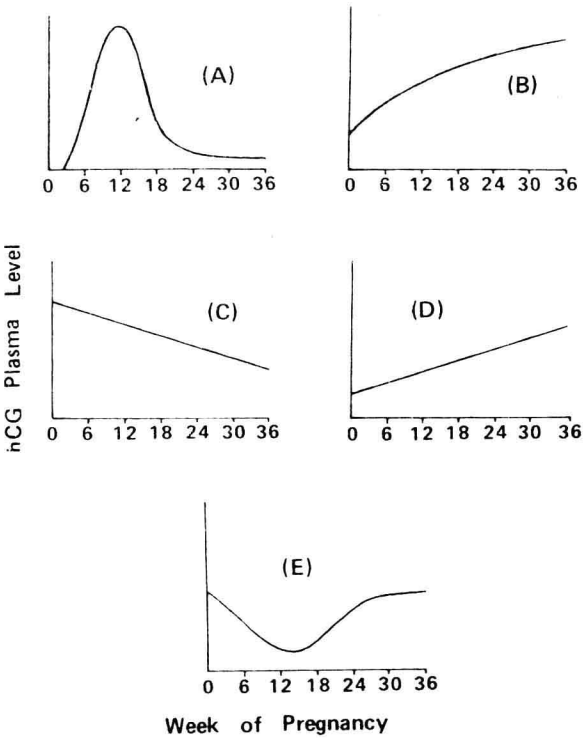 (A)
0 6 12 18 24 30 36
(B)
0 6 12 18 24 30 36
hCG Plasma Level
(C)
0 6 12 18 24 30 36
(D)
0 6 12 18 24 30 36
(E)
0 6 12 18 24 30 36
Week of Pregnancy